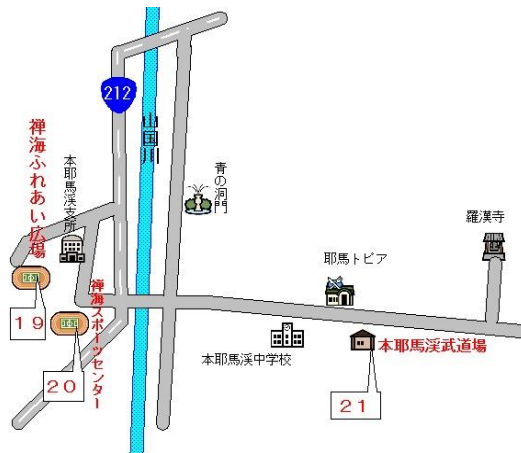 212
山国川
禅海ふれあい広場
本耶馬渓支所
青の洞門
羅漢寺
耶馬トピア
19
禅海スポーツセンター
20
本耶馬渓中学校
本耶馬渓武道場
21